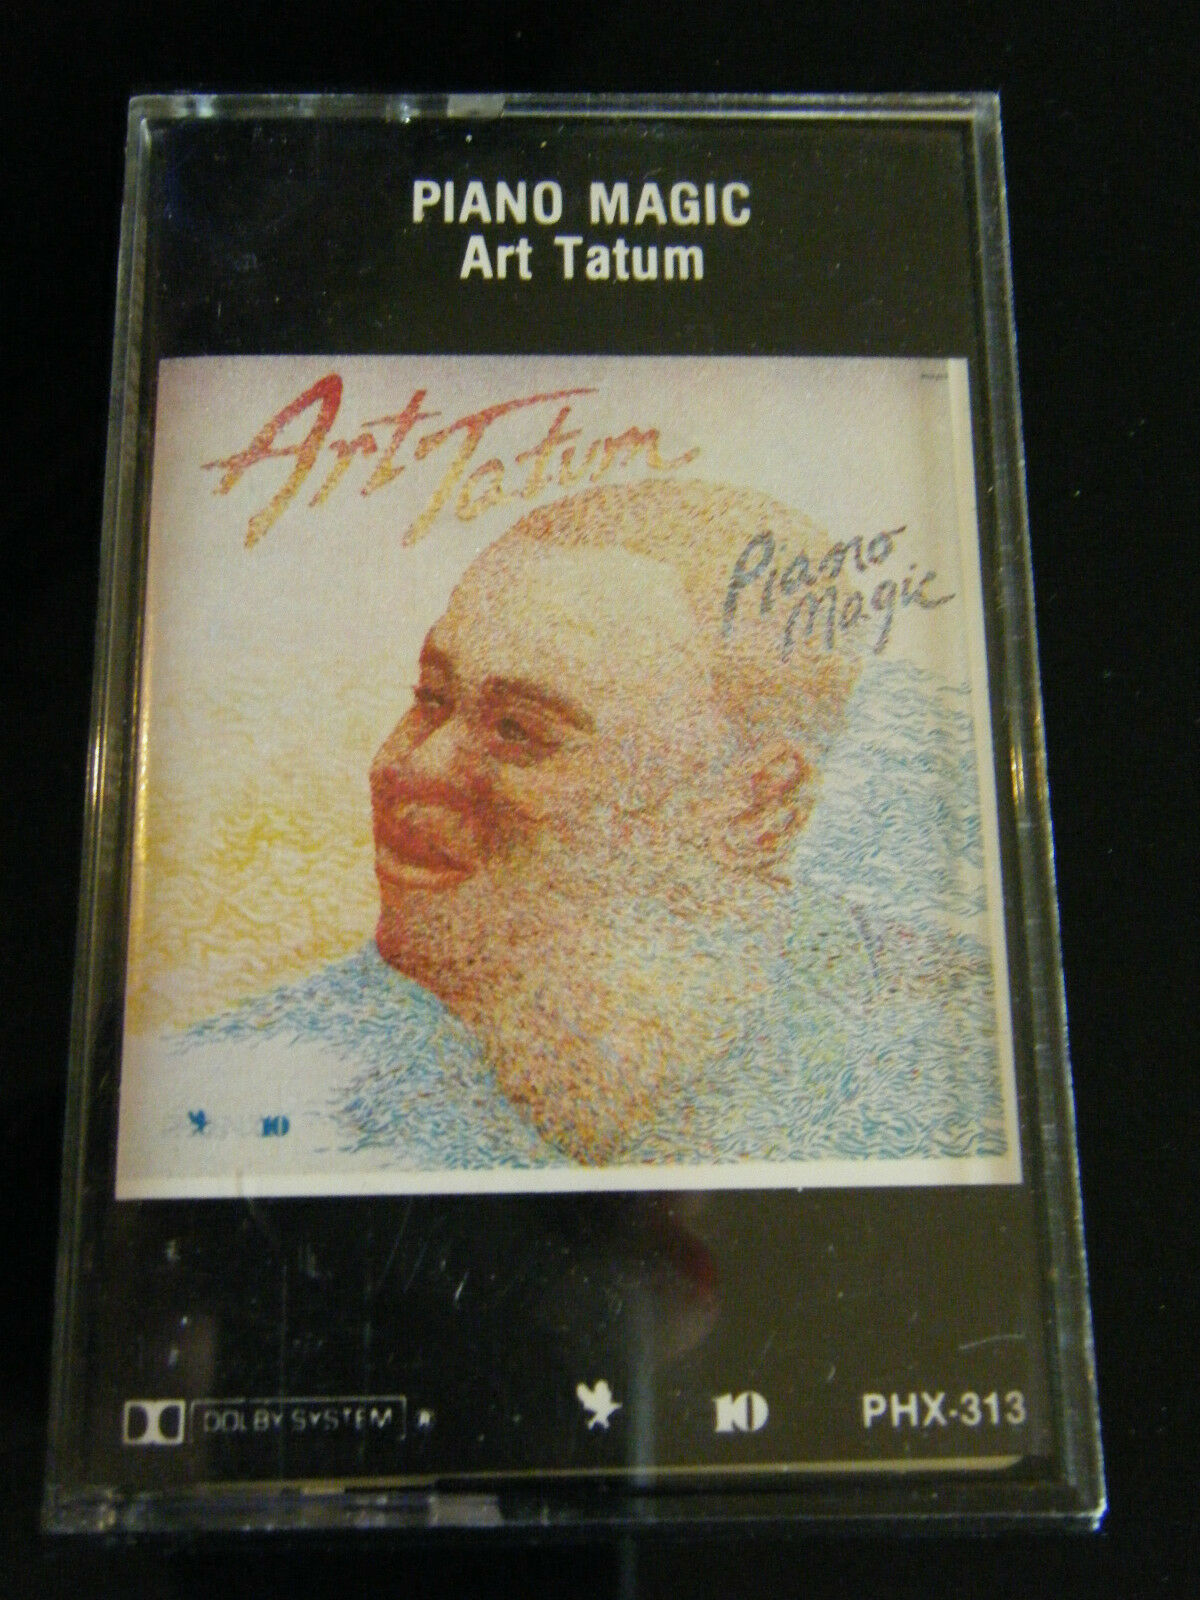 PIANO MAGIC
Art Tatum
Art Tatum
Piano
Magic
10
DOLBY SYSTEM ®
10
PHX-313